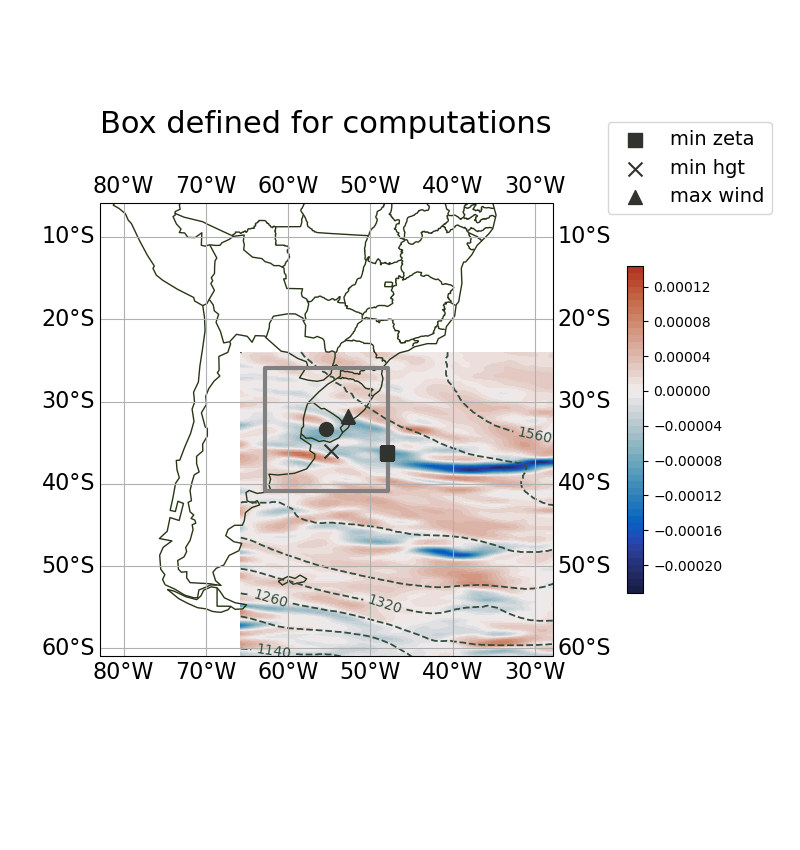 Box defined for computations
min zeta
min hgt
max wind
80°W 70°W 60°W 50°W 40°W 30°W
10°S 10°S
20°S 20°S
30°S 30°S
40°S 40°S
50°S 50°S
60°S 60°S
80°W 70°W 60°W 50°W 40°W 30°W
1560
1260
1320
1140
0.00012
0.00008
0.00004
0.00000
−0.00004
−0.00008
−0.00012
−0.00016
−0.00020